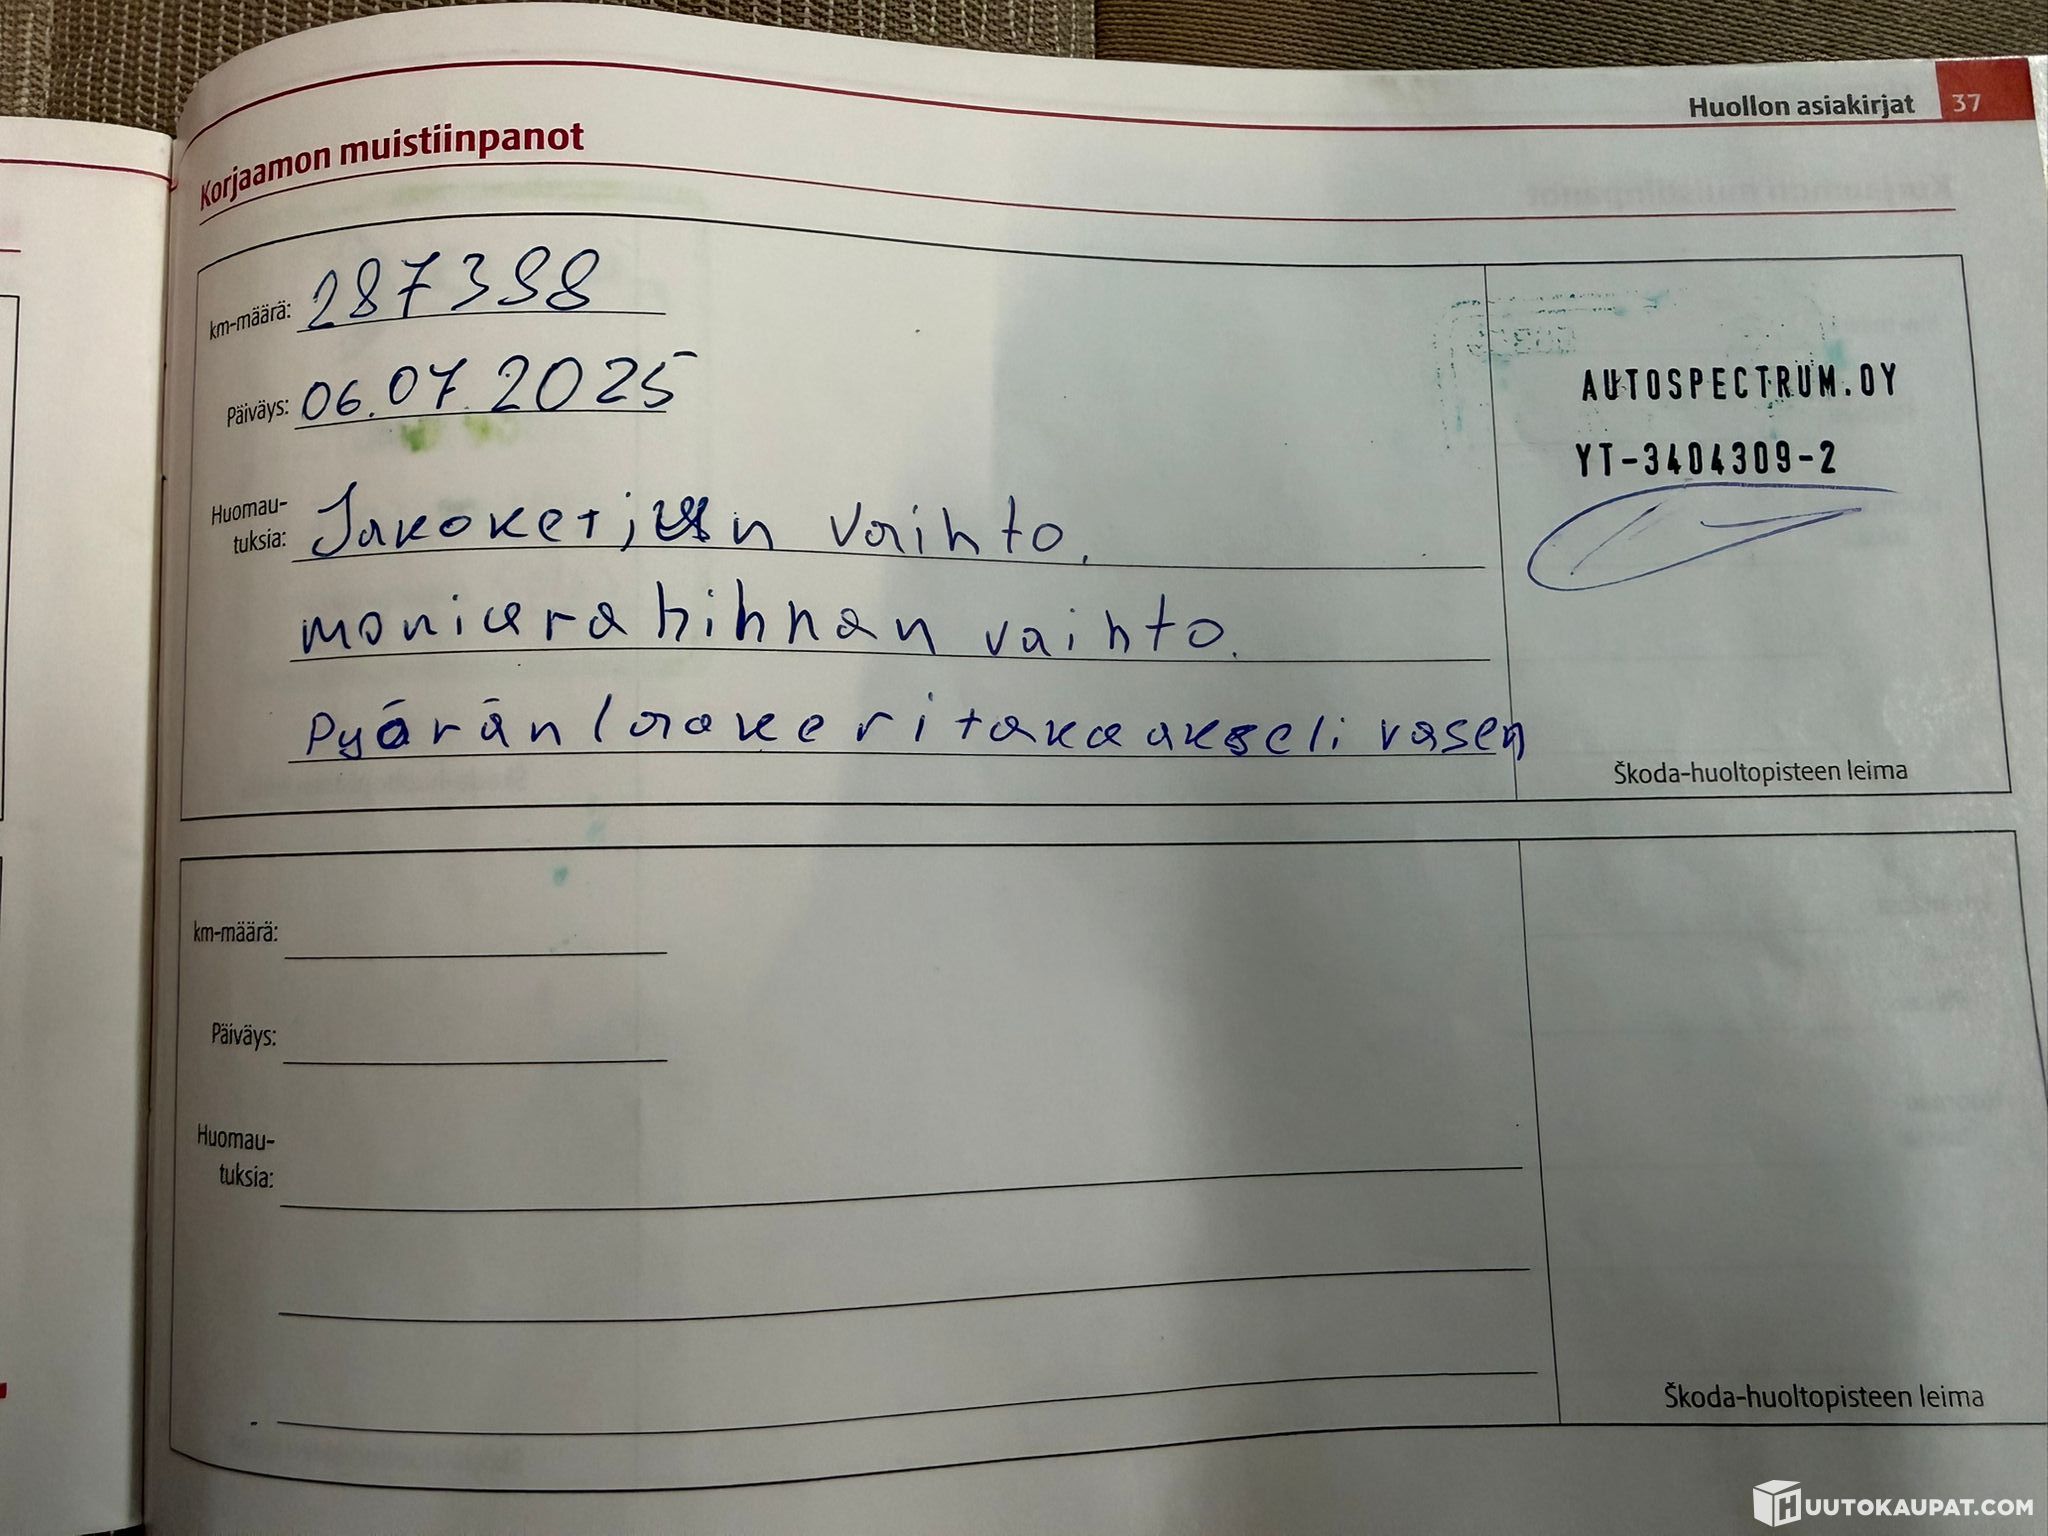 Huollon asiakirjat 37
Korjaamon muistiinpanot
km-määrä: 287398
Päiväys: 06.07.2025
Huomau-
tuksia: Jakoketjun vaihto.
moniurahihnan vaihto.
Pyöränlaakeri takaakseli vasen
AUTOSPECTRUM.OY
YT-3404309-2
Škoda-huoltopisteen leima
km-määrä:
Päiväys:
Huomau-
tuksia:
Škoda-huoltopisteen leima
HUUTOKAUPAT.COM